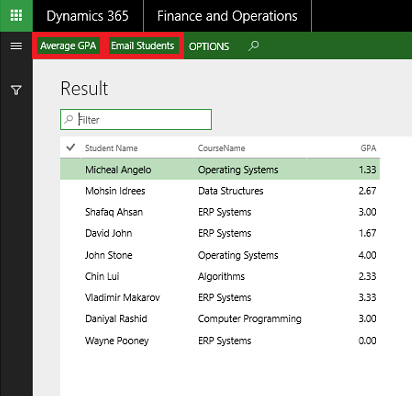 Dynamics 365 Finance and Operations
Average GPA Email Students OPTIONS
Result
Filter
Student Name CourseName GPA
Micheal Angelo Operating Systems 1.33
Mohsin Idrees Data Structures 2.67
Shafaq Ahsan ERP Systems 3.00
David John ERP Systems 1.67
John Stone Operating Systems 4.00
Chin Lui Algorithms 2.33
Vladimir Makarov ERP Systems 3.33
Daniyal Rashid Computer Programming 3.00
Wayne Pooney ERP Systems 0.00